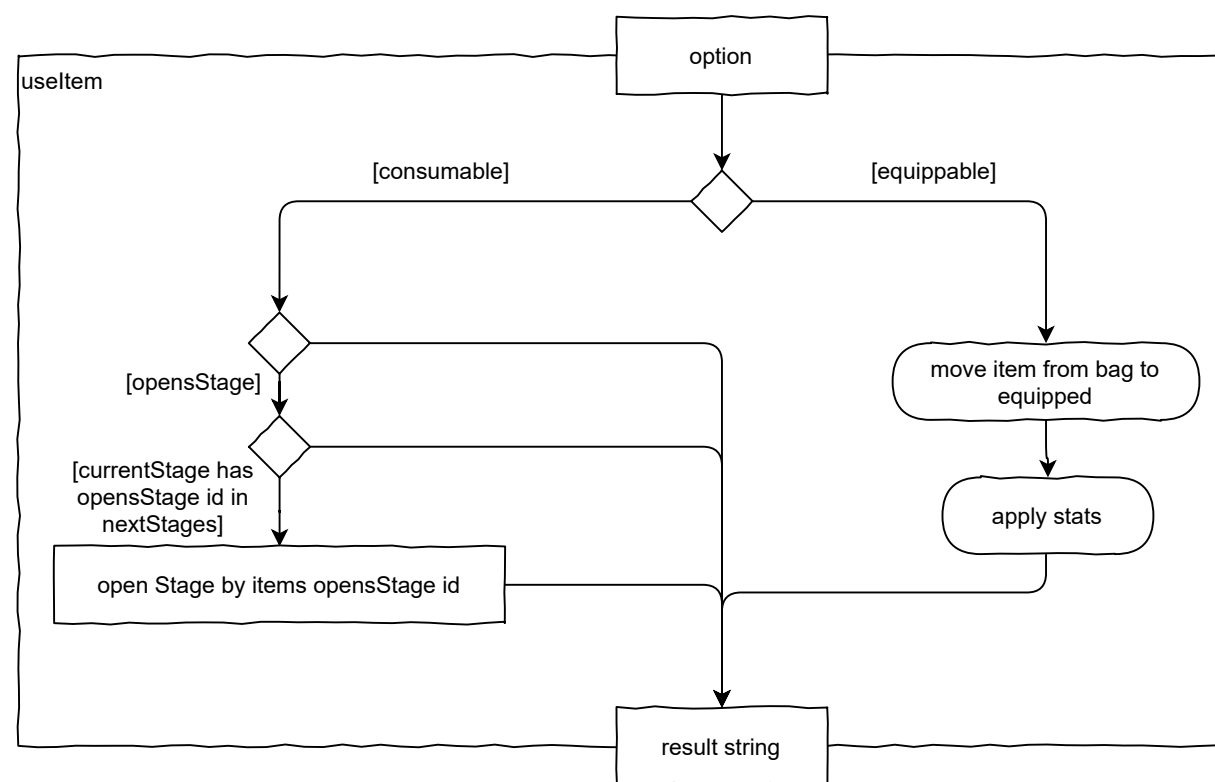 option
useItem
[consumable]
[equippable]
move item from bag to
equipped
[opensStage]
[currentStage has
opensStage id in
nextStages]
apply stats
open Stage by items opensStage id
result string